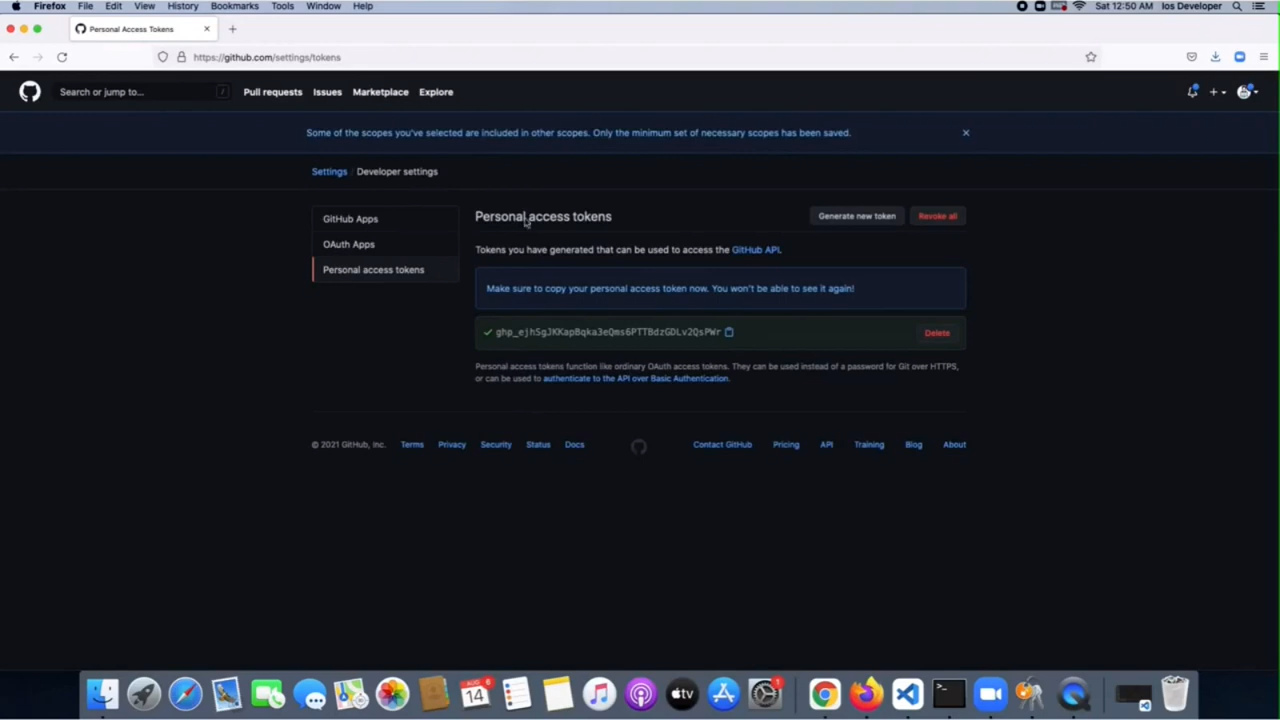 Firefox File Edit View History Bookmarks Tools Window Help Sat 12:50 AM Ios Developer
Personal Access Tokens
https://github.com/settings/tokens
Search or jump to... / Pull requests Issues Marketplace Explore
Some of the scopes you've selected are included in other scopes. Only the minimum set of necessary scopes has been saved.
Settings / Developer settings
GitHub Apps
OAuth Apps
Personal access tokens
Personal access tokens
Generate new token
Revoke all
Tokens you have generated that can be used to access the GitHub API.
Make sure to copy your personal access token now. You won't be able to see it again!
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
Delete
Personal access tokens function like ordinary OAuth access tokens. They can be used instead of a password for Git over HTTPS,
or can be used to authenticate to the API over Basic Authentication.
© 2021 GitHub, Inc. Terms Privacy Security Status Docs Contact GitHub Pricing API Training Blog About
AUG
14
6
tv
1